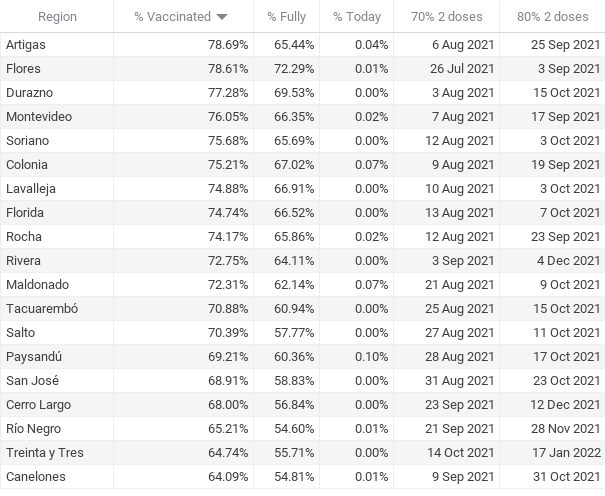 Region % Vaccinated % Fully % Today 70% 2 doses 80% 2 doses
Artigas 78.69% 65.44% 0.04% 6 Aug 2021 25 Sep 2021
Flores 78.61% 72.29% 0.01% 26 Jul 2021 3 Sep 2021
Durazno 77.28% 69.53% 0.00% 3 Aug 2021 15 Oct 2021
Montevideo 76.05% 66.35% 0.02% 7 Aug 2021 17 Sep 2021
Soriano 75.68% 65.69% 0.00% 12 Aug 2021 3 Oct 2021
Colonia 75.21% 67.02% 0.07% 9 Aug 2021 19 Sep 2021
Lavalleja 74.88% 66.91% 0.00% 10 Aug 2021 3 Oct 2021
Florida 74.74% 66.52% 0.00% 13 Aug 2021 7 Oct 2021
Rocha 74.17% 65.86% 0.02% 12 Aug 2021 23 Sep 2021
Rivera 72.75% 64.11% 0.00% 3 Sep 2021 4 Dec 2021
Maldonado 72.31% 62.14% 0.07% 21 Aug 2021 9 Oct 2021
Tacuarembó 70.88% 60.94% 0.00% 25 Aug 2021 15 Oct 2021
Salto 70.39% 57.77% 0.00% 27 Aug 2021 11 Oct 2021
Paysandú 69.21% 60.36% 0.10% 28 Aug 2021 17 Oct 2021
San José 68.91% 58.83% 0.00% 31 Aug 2021 23 Oct 2021
Cerro Largo 68.00% 56.84% 0.00% 23 Sep 2021 12 Dec 2021
Río Negro 65.21% 54.60% 0.01% 21 Sep 2021 28 Nov 2021
Treinta y Tres 64.74% 55.71% 0.00% 14 Oct 2021 17 Jan 2022
Canelones 64.09% 54.81% 0.01% 9 Sep 2021 31 Oct 2021